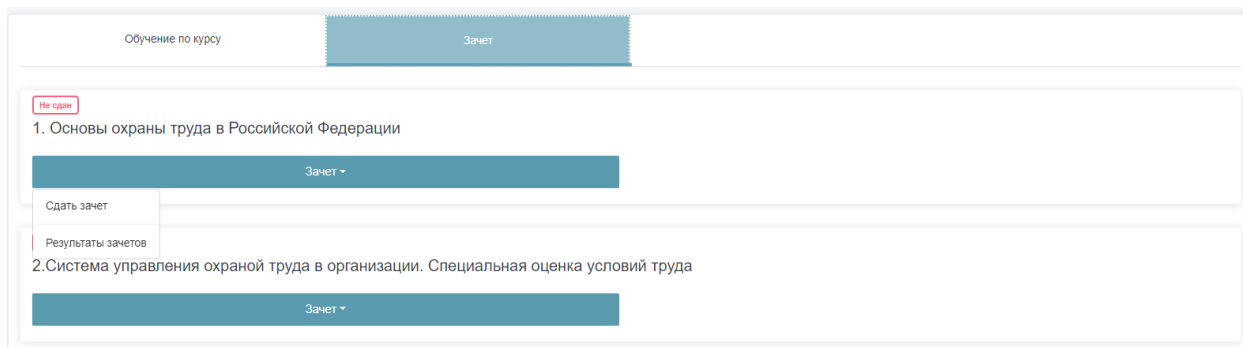 Обучение по курсу
Зачет
Не сдан
1. Основы охраны труда в Российской Федерации
Зачет
Сдать зачет
Результаты зачетов
2.Система управления охраной труда в организации. Специальная оценка условий труда
Зачет